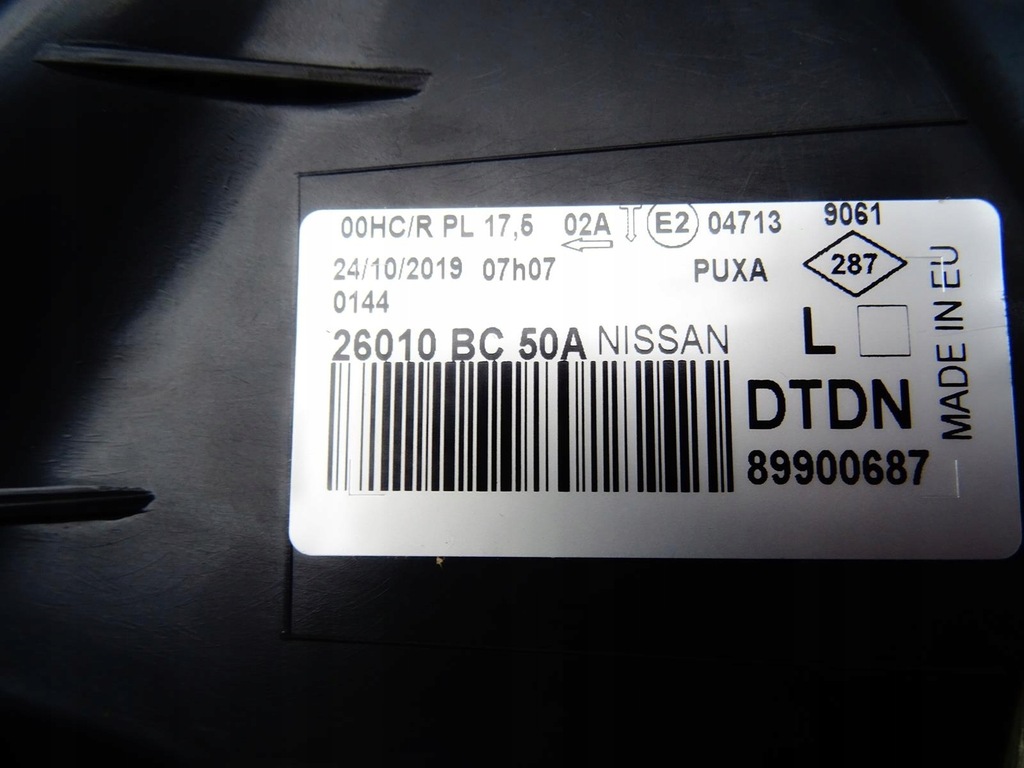 00HC/R PL 17,5 02A E2 04713 9061
24/10/2019 07h07 PUXA 287
0144
26010 BC 50A NISSAN L
DTDN
89900687
MADE IN EU